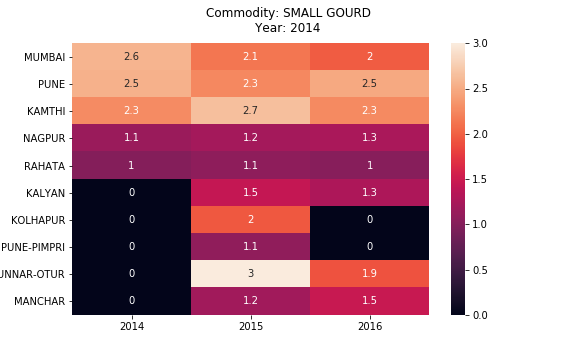 Commodity: SMALL GOURD
Year: 2014
MUMBAI 2.6 2.1 2
PUNE 2.5 2.3 2.5
KAMTHI 2.3 2.7 2.3
NAGPUR 1.1 1.2 1.3
RAHATA 1 1.1 1
KALYAN 0 1.5 1.3
KOLHAPUR 0 2 0
PUNE-PIMPRI 0 1.1 0
UNNAR-OTUR 0 3 1.9
MANCHAR 0 1.2 1.5
2014 2015 2016
3.0
2.5
2.0
1.5
1.0
0.5
0.0